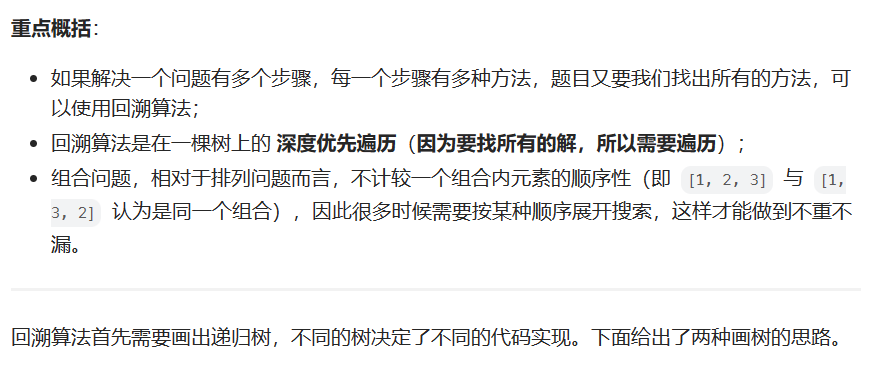 重点概括：
如果解决一个问题有多个步骤，每一个步骤有多种方法，题目又要我们找出所有的方法，可
以使用回溯算法；
回溯算法是在一棵树上的 深度优先遍历（因为要找所有的解，所以需要遍历）；
组合问题，相对于排列问题而言，不计较一个组合内元素的顺序性（即 [1, 2, 3] 与 [1,
3, 2] 认为是同一个组合），因此很多时候需要按某种顺序展开搜索，这样才能做到不重不
漏。
回溯算法首先需要画出递归树，不同的树决定了不同的代码实现。下面给出了两种画树的思路。